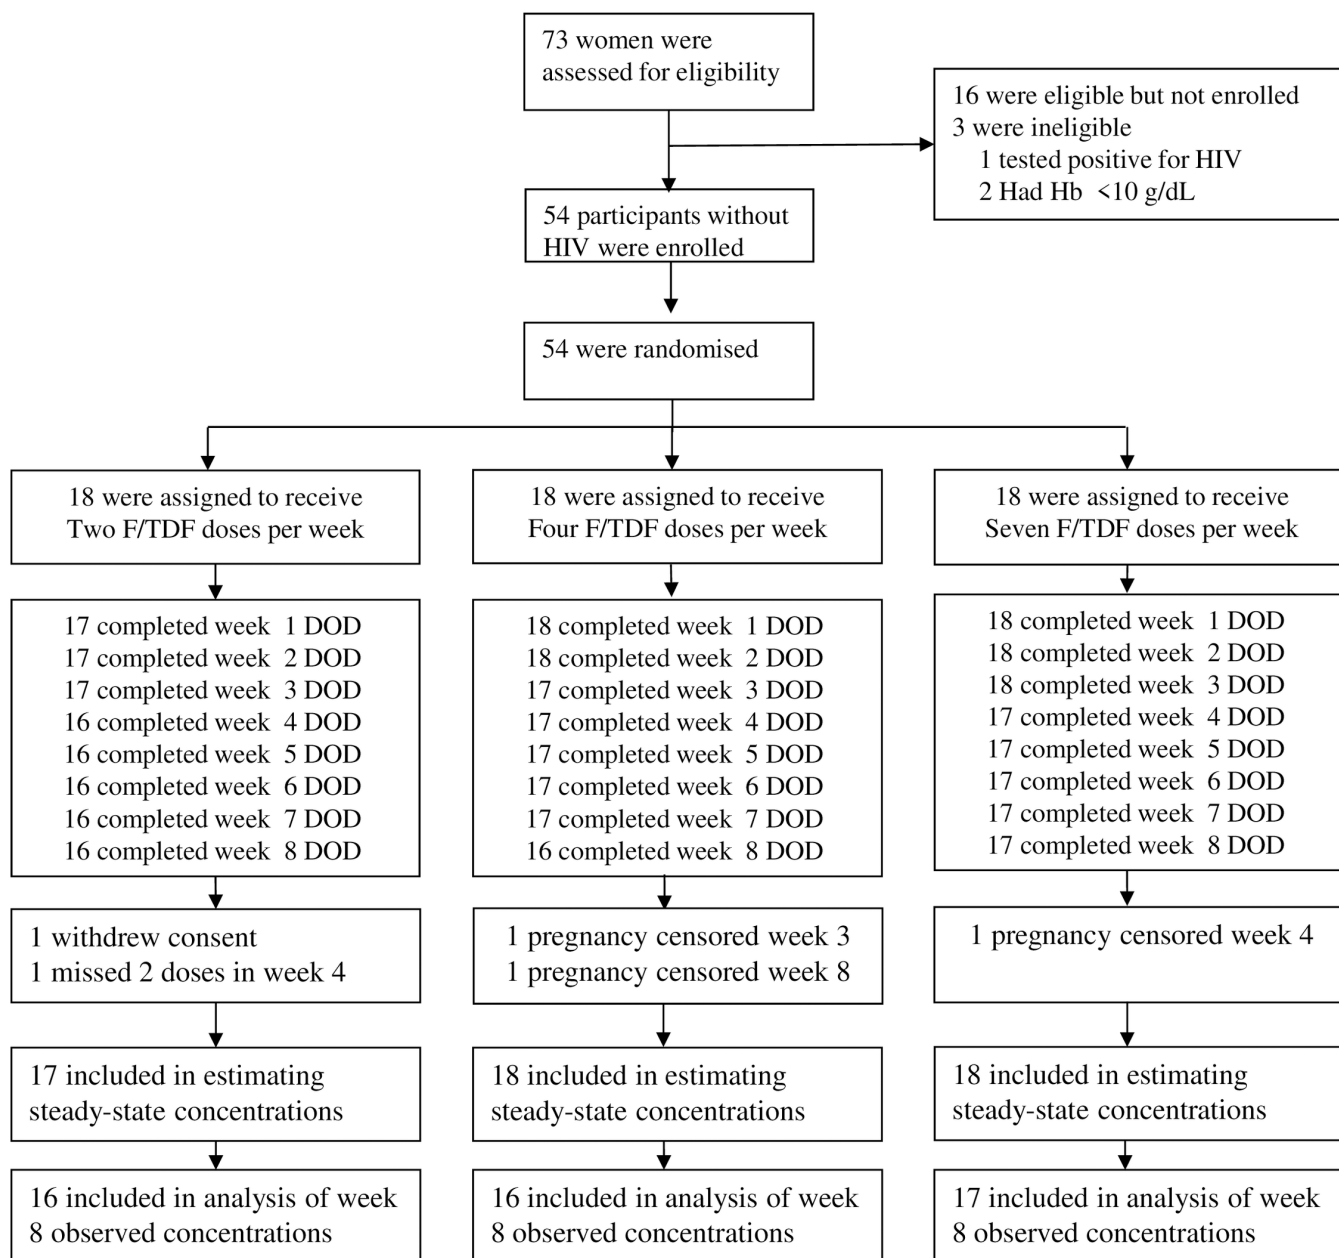 73 women were
assessed for eligibility
16 were eligible but not enrolled
3 were ineligible
1 tested positive for HIV
2 Had Hb <10 g/dL
54 participants without
HIV were enrolled
54 were randomised
18 were assigned to receive
Two F/TDF doses per week
18 were assigned to receive
Four F/TDF doses per week
18 were assigned to receive
Seven F/TDF doses per week
17 completed week 1 DOD
17 completed week 2 DOD
17 completed week 3 DOD
16 completed week 4 DOD
16 completed week 5 DOD
16 completed week 6 DOD
16 completed week 7 DOD
16 completed week 8 DOD
18 completed week 1 DOD
18 completed week 2 DOD
17 completed week 3 DOD
17 completed week 4 DOD
17 completed week 5 DOD
17 completed week 6 DOD
17 completed week 7 DOD
16 completed week 8 DOD
18 completed week 1 DOD
18 completed week 2 DOD
18 completed week 3 DOD
17 completed week 4 DOD
17 completed week 5 DOD
17 completed week 6 DOD
17 completed week 7 DOD
17 completed week 8 DOD
1 withdrew consent
1 missed 2 doses in week 4
1 pregnancy censored week 3
1 pregnancy censored week 8
1 pregnancy censored week 4
17 included in estimating
steady-state concentrations
18 included in estimating
steady-state concentrations
18 included in estimating
steady-state concentrations
16 included in analysis of week
8 observed concentrations
16 included in analysis of week
8 observed concentrations
17 included in analysis of week
8 observed concentrations